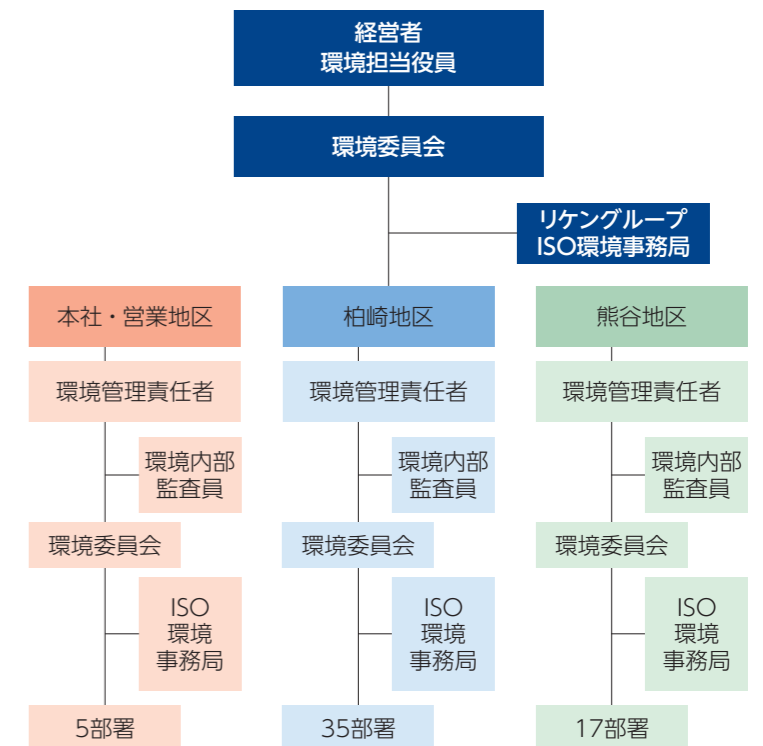 経営者
環境担当役員
環境委員会
リケングループ
ISO環境事務局
本社・営業地区
環境管理責任者
環境内部
監査員
環境委員会
ISO
環境
事務局
5部署
柏崎地区
環境管理責任者
環境内部
監査員
環境委員会
ISO
環境
事務局
35部署
熊谷地区
環境管理責任者
環境内部
監査員
環境委員会
ISO
環境
事務局
17部署